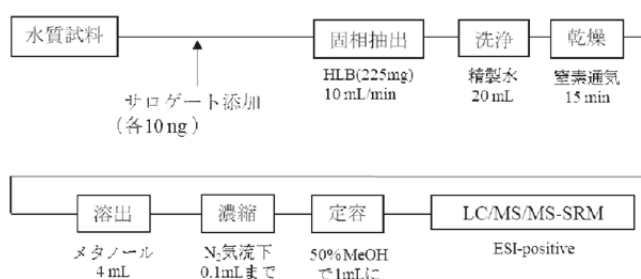 水質試料
固相抽出
洗浄
乾燥
HLB(225mg)
10 mL/min
精製水
20 mL
窒素通気
15 min
サロゲート添加
(各10 ng)
溶出
濃縮
定容
LC/MS/MS-SRM
メタノール
4 mL
N₂気流下
0.1mLまで
50%MeOH
で1mLに
ESI-positive